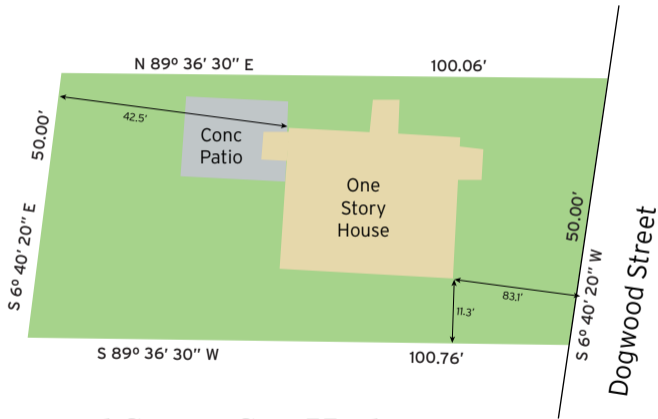 N 89º 36' 30" E
100.06'
50.00'
42.5'
Conc
Patio
One
Story
House
50.00'
S 6º 40' 20" E
S 6º 40' 20" W
Dogwood Street
83.1'
11.3'
S 89º 36' 30" W
100.76'